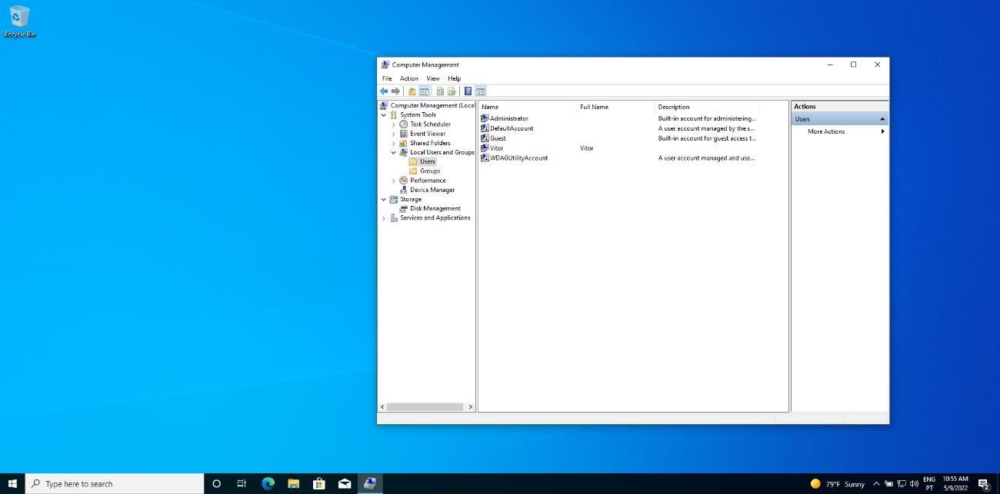 Recycle Bin
Computer Management
File Action View Help
Computer Management (Local
System Tools
Task Scheduler
Event Viewer
Shared Folders
Local Users and Groups
Users
Groups
Performance
Device Manager
Storage
Disk Management
Services and Applications
Name Full Name Description
Administrator Built-in account for administering...
DefaultAccount A user account managed by the s...
Guest Built-in account for guest access t...
Vitor Vitor
WDAGUtilityAccount A user account managed and use...
Actions
Users
More Actions
Type here to search
79°F Sunny
ENG
PT
10:55 AM
5/9/2022
2